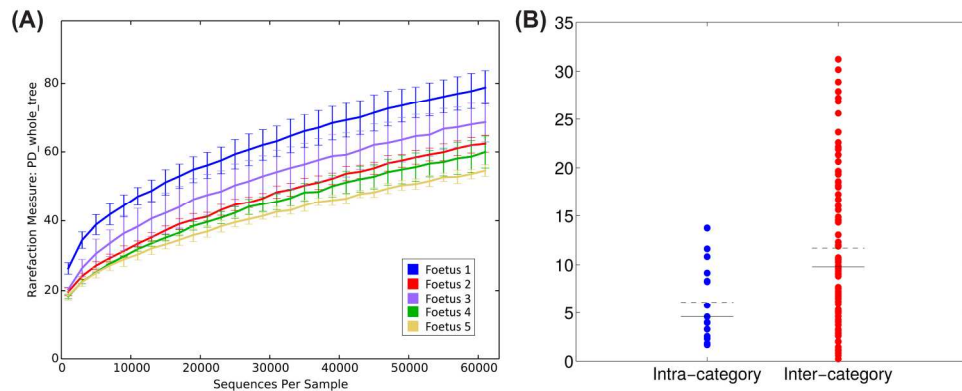 (A)
Rarefaction Measure: PD_whole_tree
80
60
40
20
0
0 10000 20000 30000 40000 50000 60000
Sequences Per Sample
Foetus 1
Foetus 2
Foetus 3
Foetus 4
Foetus 5
(B)
35
30
25
20
15
10
5
0
Intra-category Inter-category